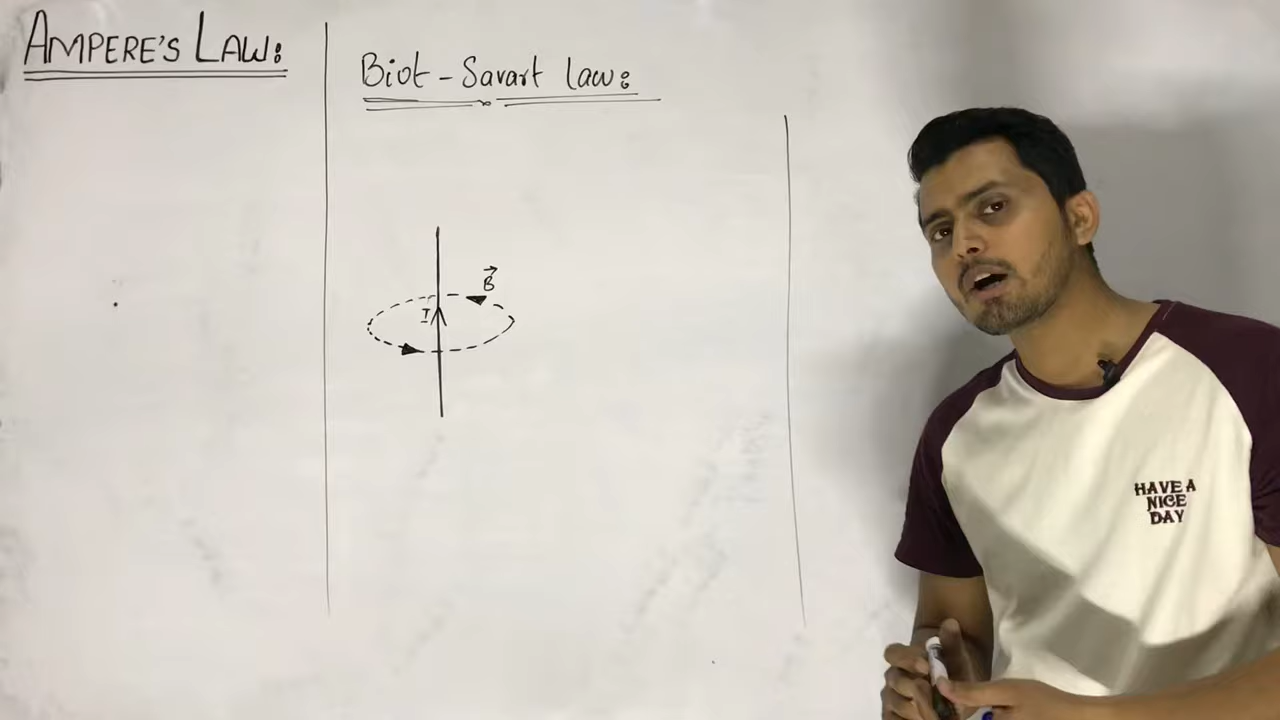 AMPERE'S LAW:
Biot - Savart law:
B
I
HAVE A
NICE
DAY